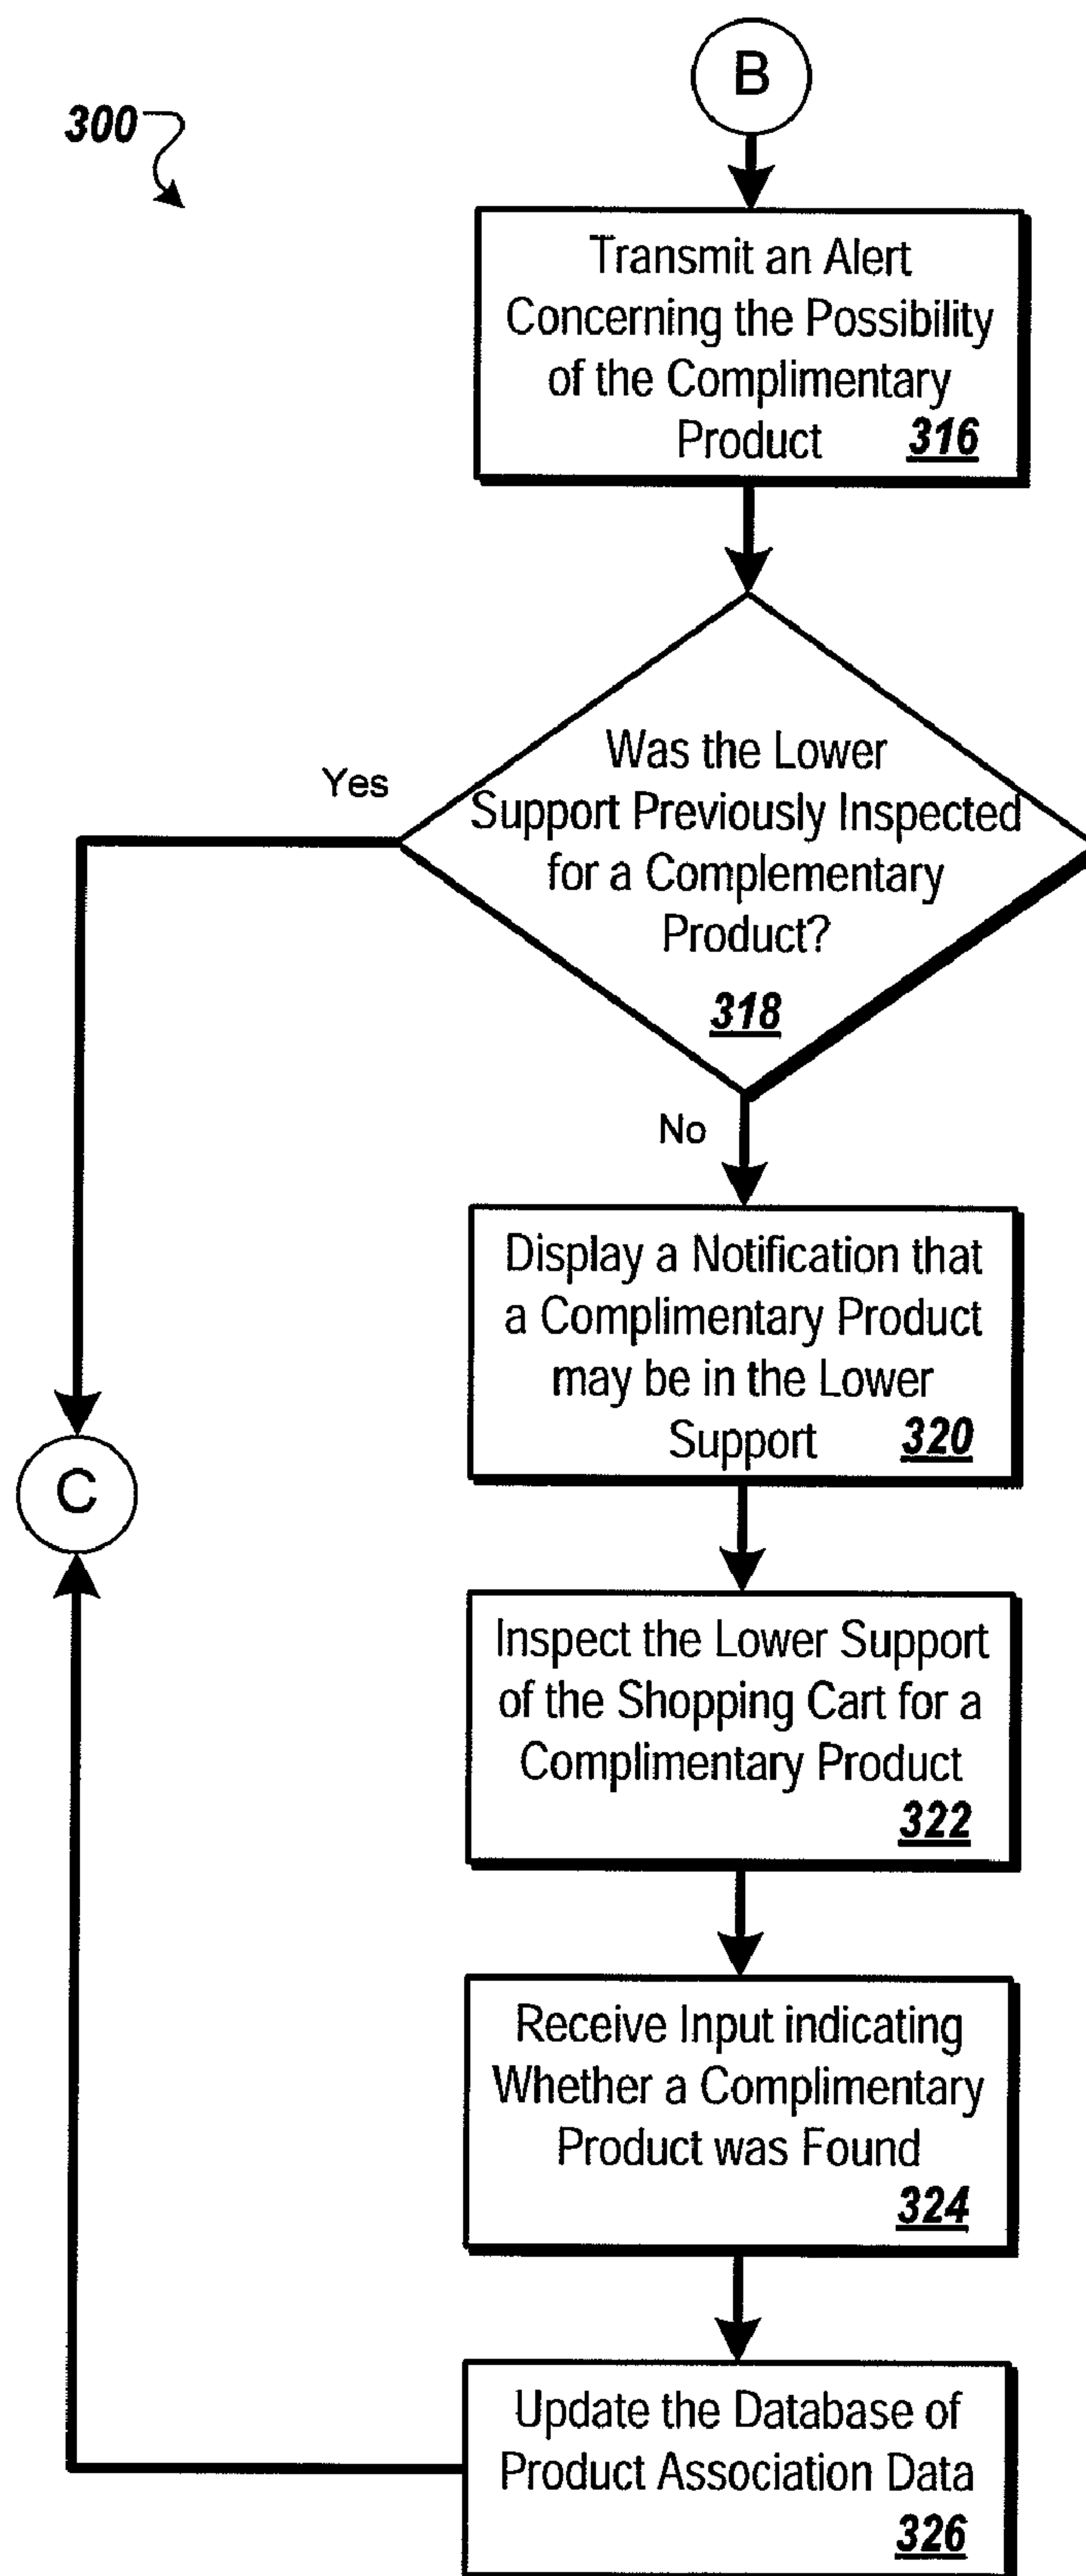 B
300
Transmit an Alert
Concerning the Possibility
of the Complimentary
Product 316
Was the Lower
Support Previously Inspected
for a Complementary
Product?
318
Yes
No
Display a Notification that
a Complimentary Product
may be in the Lower
Support 320
C
Inspect the Lower Support
of the Shopping Cart for a
Complimentary Product
322
Receive Input indicating
Whether a Complimentary
Product was Found
324
Update the Database of
Product Association Data
326